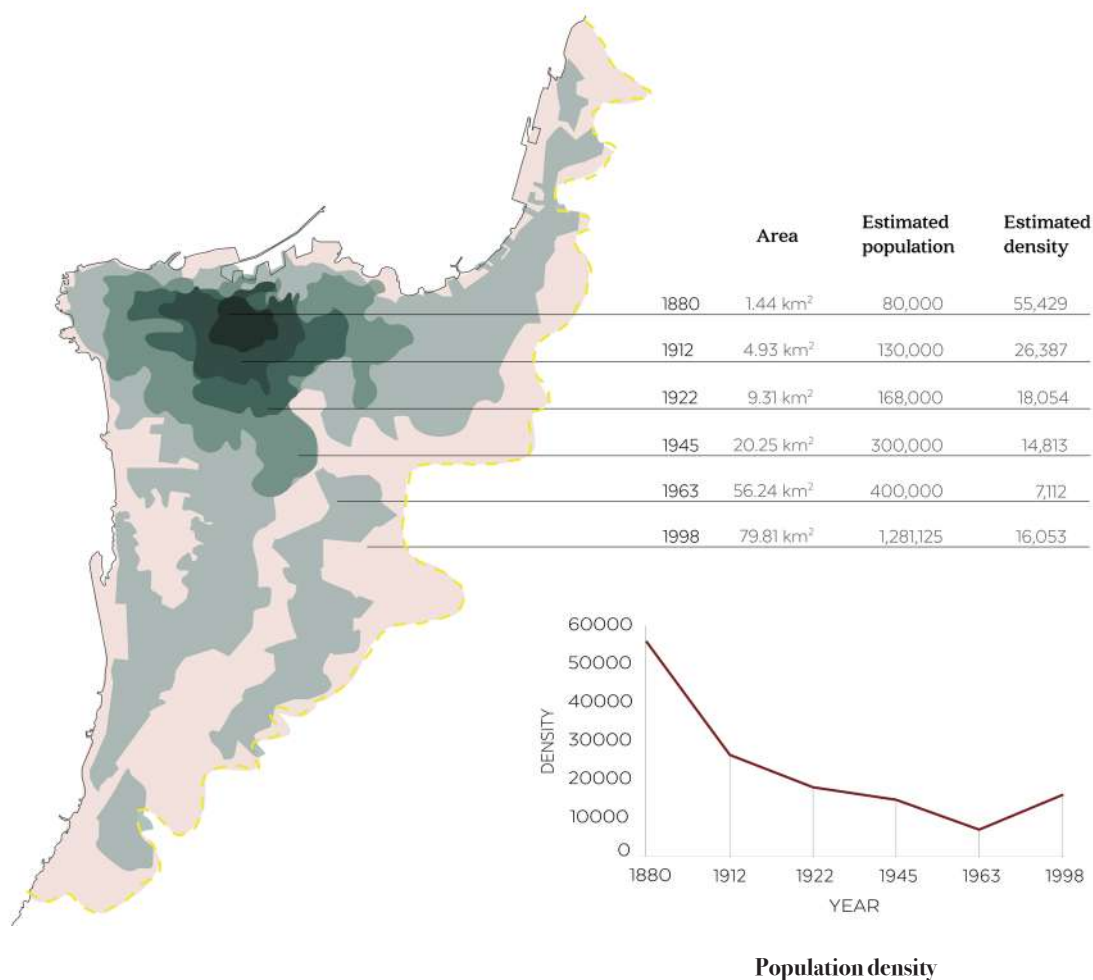 Area Estimated population Estimated density
1880 1.44 km² 80,000 55,429
1912 4.93 km² 130,000 26,387
1922 9.31 km² 168,000 18,054
1945 20.25 km² 300,000 14,813
1963 56.24 km² 400,000 7,112
1998 79.81 km² 1,281,125 16,053
60000
50000
40000
30000
20000
10000
0
DENSITY
1880 1912 1922 1945 1963 1998
YEAR
Population density